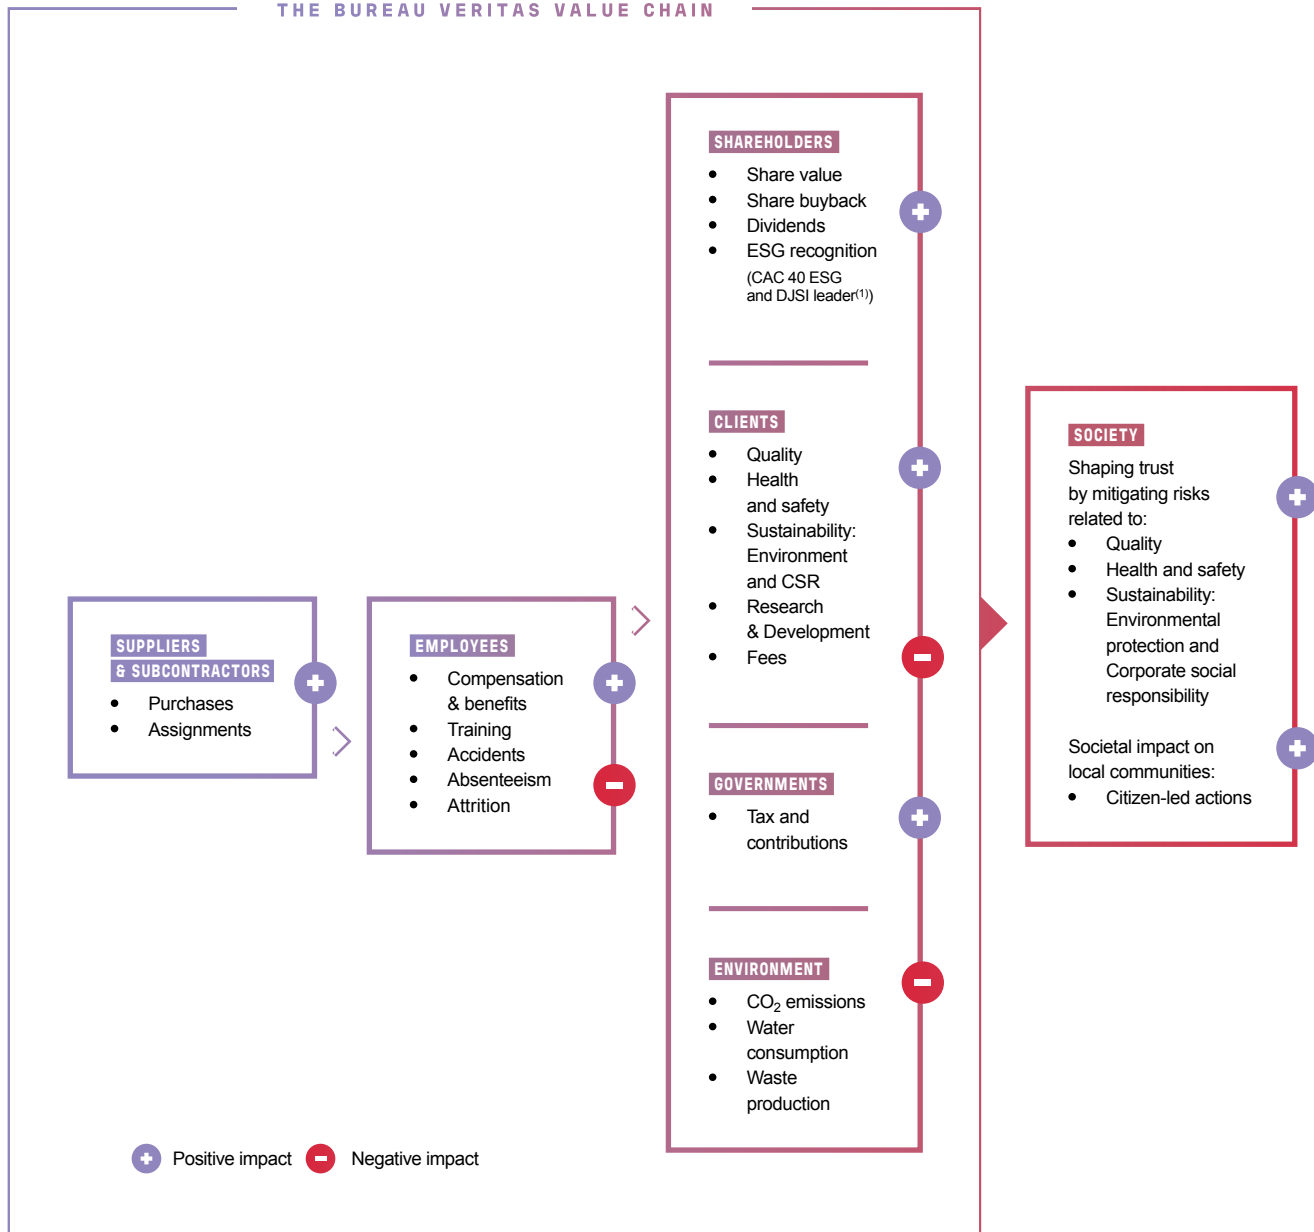 THE BUREAU VERITAS VALUE CHAIN
SUPPLIERS
& SUBCONTRACTORS
• Purchases
• Assignments
EMPLOYEES
• Compensation
& benefits
• Training
• Accidents
• Absenteeism
• Attrition
SHAREHOLDERS
• Share value
• Share buyback
• Dividends
• ESG recognition
(CAC 40 ESG
and DJSI leader(1))
CLIENTS
• Quality
• Health
and safety
• Sustainability:
Environment
and CSR
• Research
& Development
• Fees
GOVERNMENTS
• Tax and
contributions
ENVIRONMENT
• CO2 emissions
• Water
consumption
• Waste
production
SOCIETY
Shaping trust
by mitigating risks
related to:
• Quality
• Health and safety
• Sustainability:
Environmental
protection and
Corporate social
responsibility
Societal impact on
local communities:
• Citizen-led actions
Positive impact
Negative impact